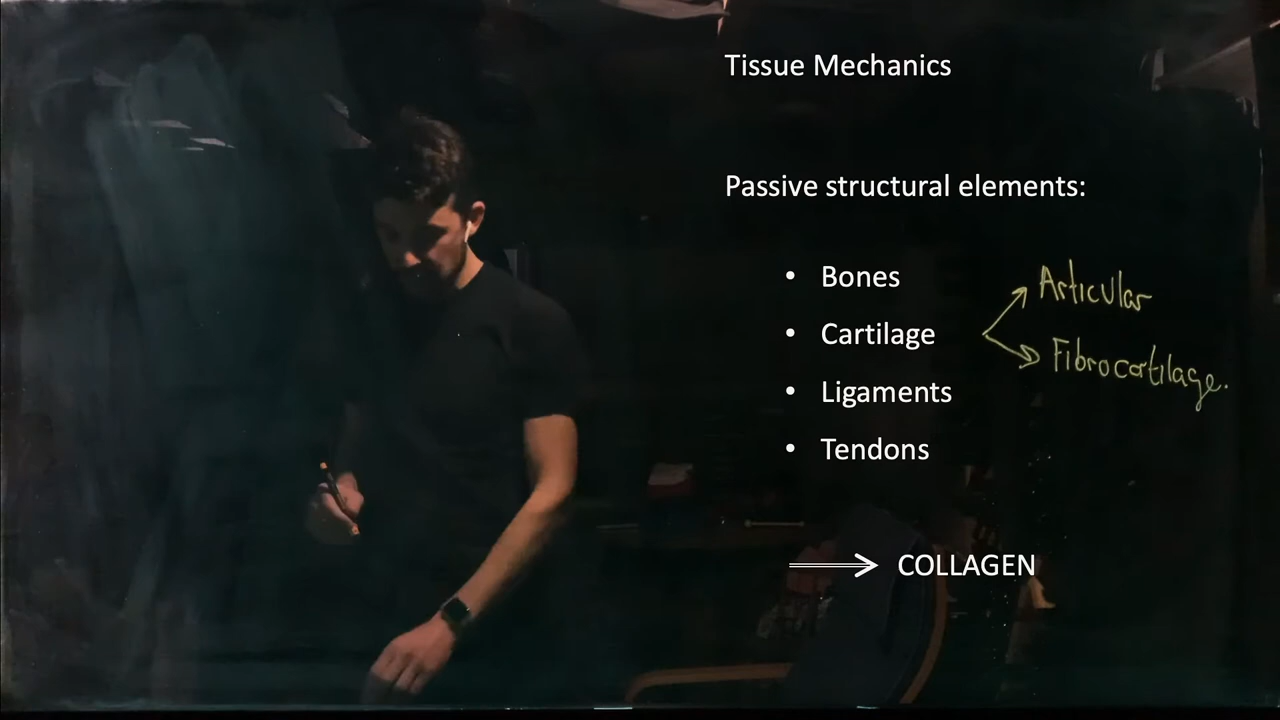 Tissue Mechanics
Passive structural elements:
• Bones
• Cartilage
Articular
Fibrocartilage.
• Ligaments
• Tendons
COLLAGEN